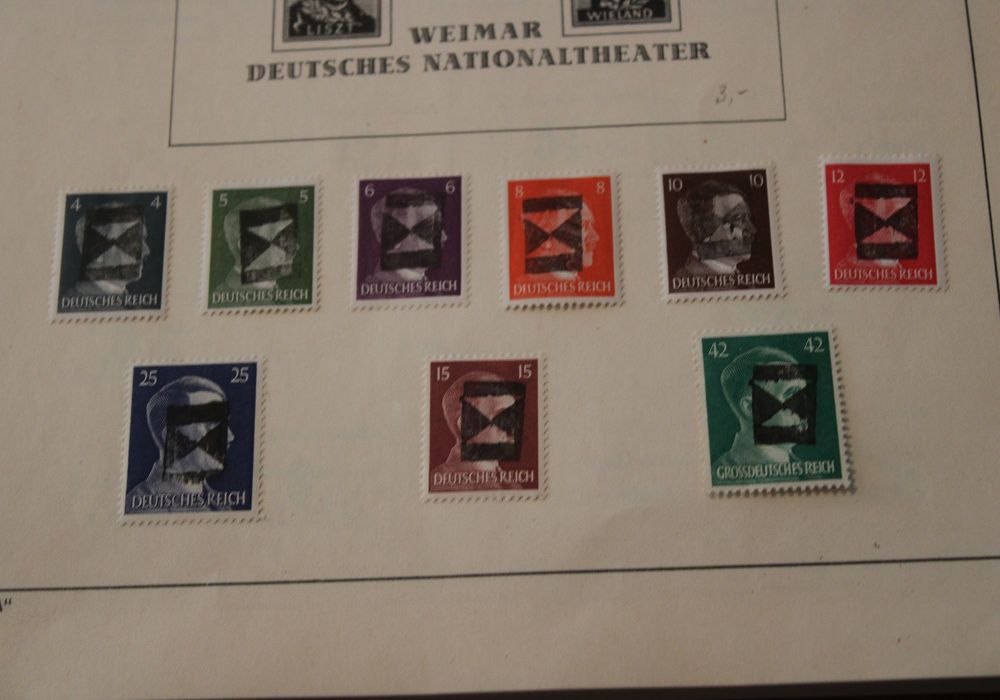 LISZT WIELAND
WEIMAR
DEUTSCHES NATIONALTHEATER
3,-
4 4
DEUTSCHES REICH
5 5
DEUTSCHES REICH
6 6
DEUTSCHES REICH
8 8
DEUTSCHES REICH
10 10
DEUTSCHES REICH
12 12
DEUTSCHES REICH
25 25
DEUTSCHES REICH
15 15
DEUTSCHES REICH
42 42
GROSSDEUTSCHES REICH